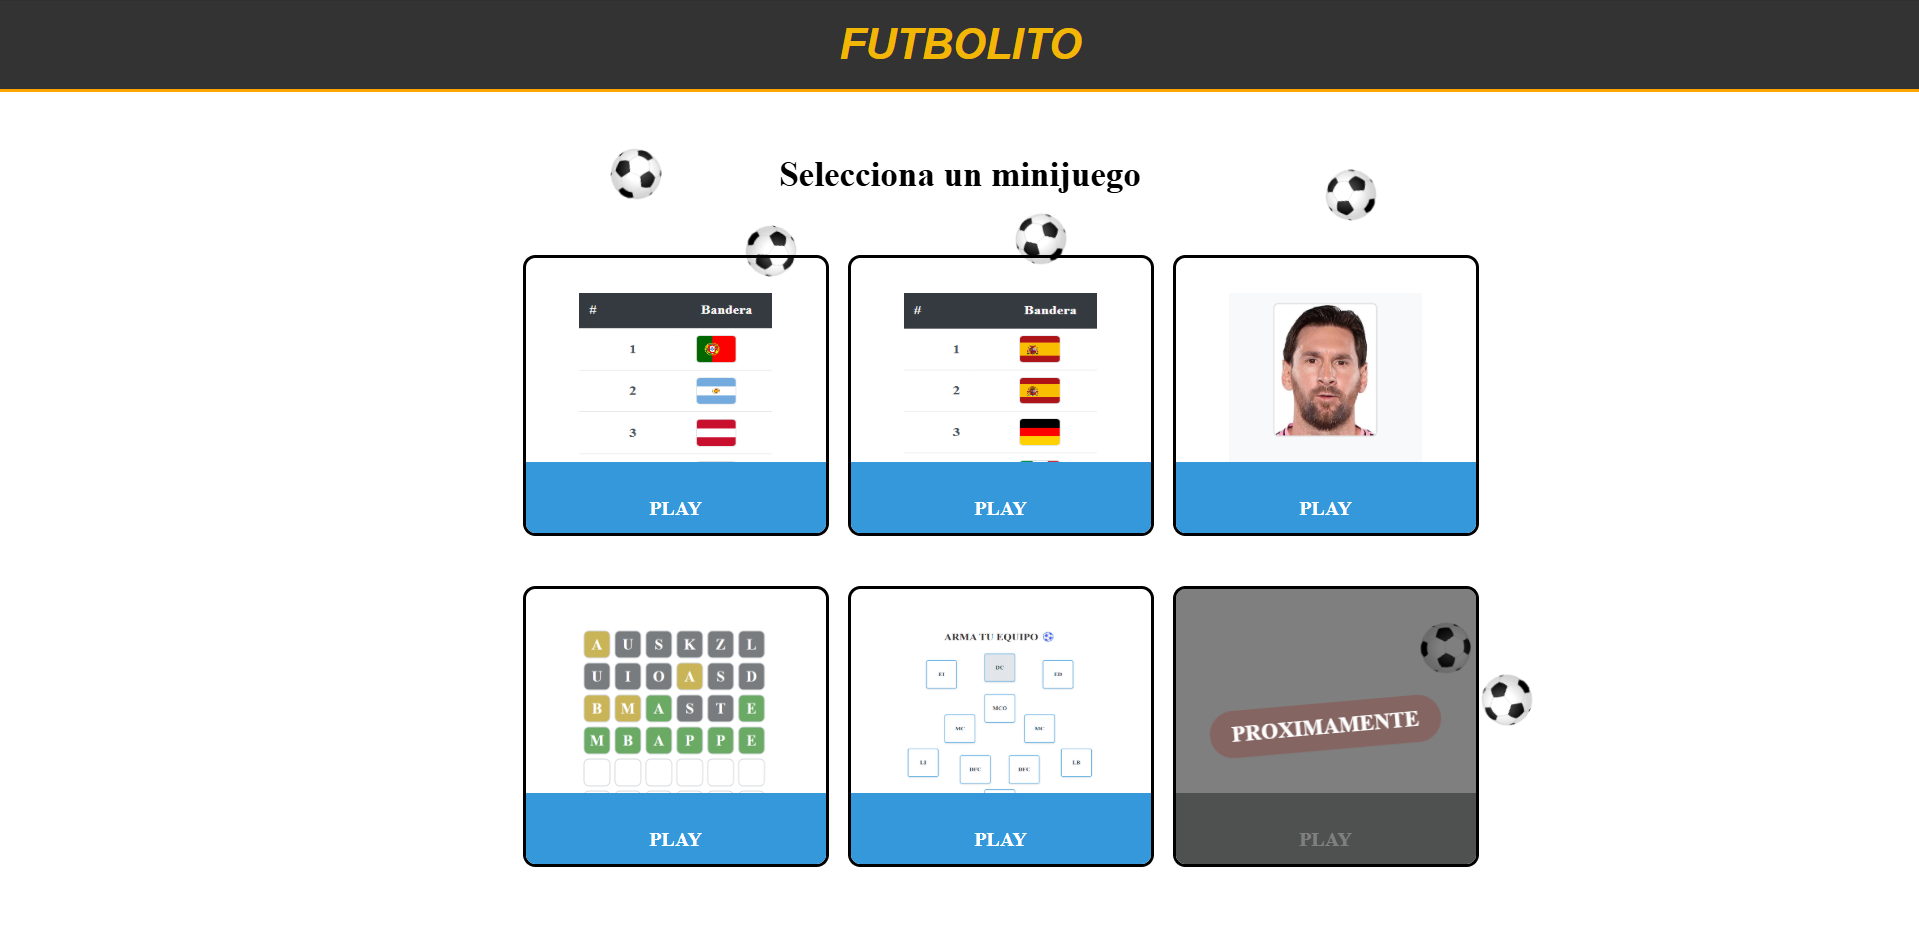 FUTBOLITO
Selecciona un minijuego
# Bandera
1
2
3
PLAY
# Bandera
1
2
3
PLAY
PLAY
A U S K Z L
U I O A S D
B M A S T E
M B A P P E
PLAY
ARMA TU EQUIPO
EI DC ED
MCO
MC MC
LI DFC DFC LB
PLAY
PROXIMAMENTE
PLAY